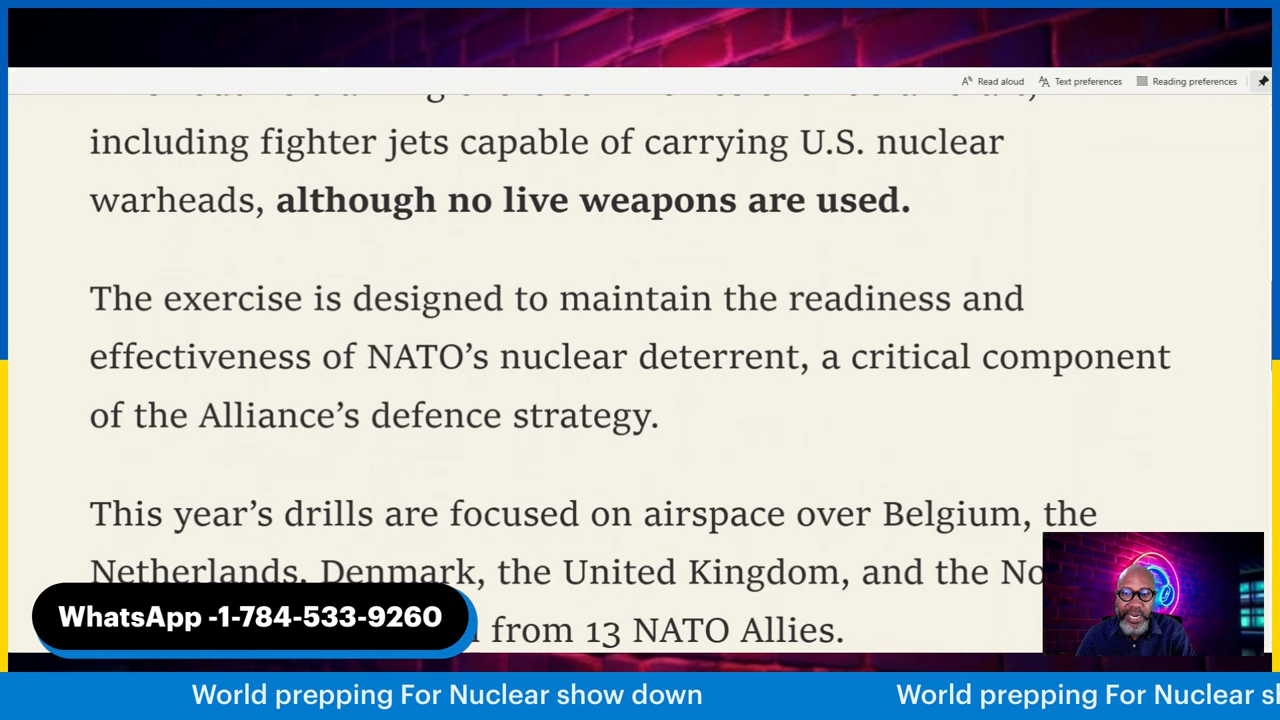 Read aloud Text preferences Reading preferences
including fighter jets capable of carrying U.S. nuclear
warheads, although no live weapons are used.
The exercise is designed to maintain the readiness and
effectiveness of NATO’s nuclear deterrent, a critical component
of the Alliance’s defence strategy.
This year’s drills are focused on airspace over Belgium, the
Netherlands, Denmark, the United Kingdom, and the
from 13 NATO Allies.
WhatsApp -1-784-533-9260
World prepping For Nuclear show down World prepping For Nuclear